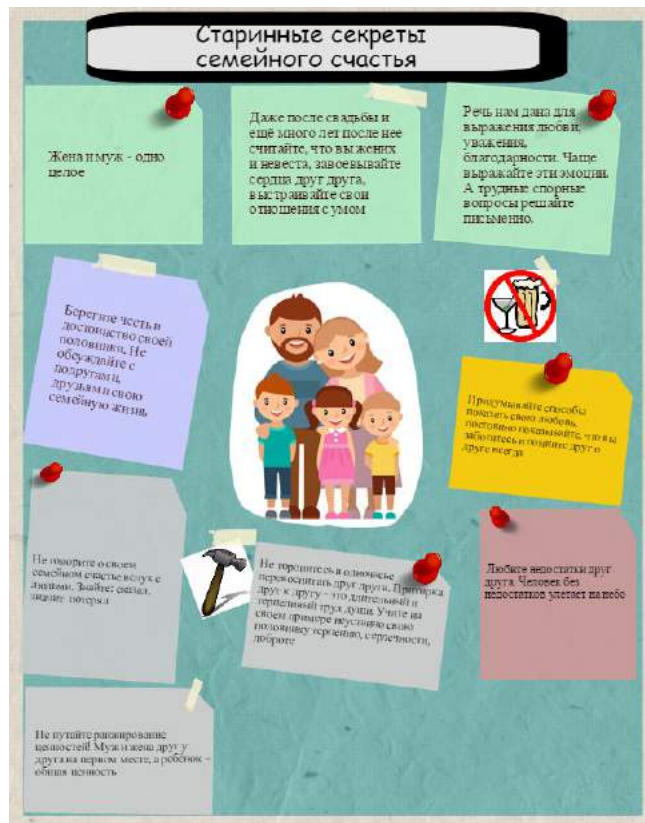 Старинные секреты
семейного счастья
Жена и муж - одно
целое
Даже после свадьбы и
ещё много лет после нее
считайте, что вы жених
и невеста, завоевывайте
сердца друг друга,
выстраивайте свои
отношения с умом
Речь нам дана для
выражения любви,
уважения,
благодарности. Чаще
выражайте эти эмоции.
А трудные спорные
вопросы решайте
письменно.
Берегите честь и
достоинство своей
половинки. Не
обсуждайте с
подругами,
друзьями свою
семейную жизнь
Придумывайте способы
показать свою любовь,
постоянно показывайте, что вы
заботитесь и помните друг о
друге всегда
Не говорите о своем
семейном счастье вслух с
людьми. Знайте: сказал,
значит потерял
Не торопитесь в одночасье
перевоспитать друг друга. Притирка
друг к другу - это длительный и
терпеливый труд души. Учите на
своем примере неустанно свою
половинку терпению, сердечности,
доброте
Любите недостатки друг
друга. Человек без
недостатков улетает на небо
Не путайте ранжирование
ценностей! Муж и жена друг у
друга на первом месте, а ребенок -
общая ценность